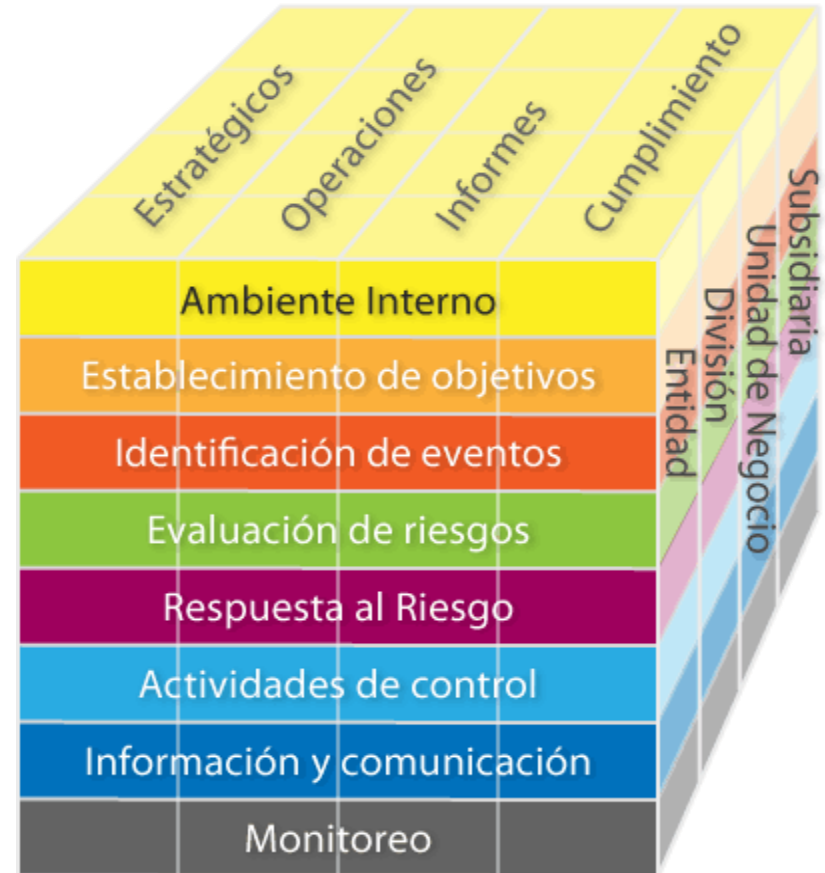 Estratégicos
Operaciones
Informes
Cumplimiento
Ambiente Interno
Establecimiento de objetivos
Identificación de eventos
Evaluación de riesgos
Respuesta al Riesgo
Actividades de control
Información y comunicación
Monitoreo
Entidad
División
Unidad de Negocio
Subsidiaria